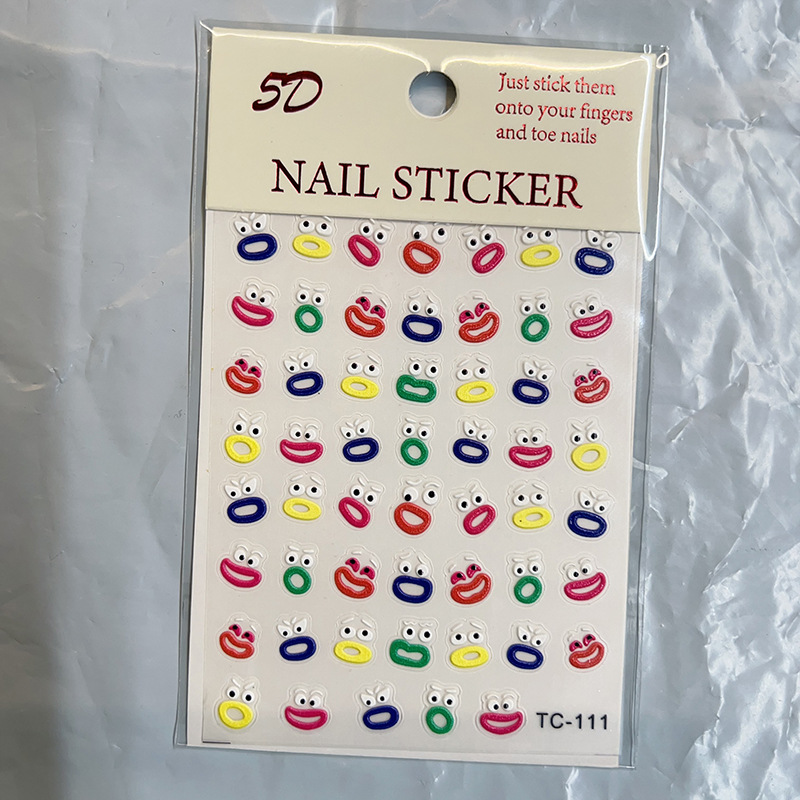 5D
Just stick them
onto your fingers
and toe nails
NAIL STICKER
TC-111